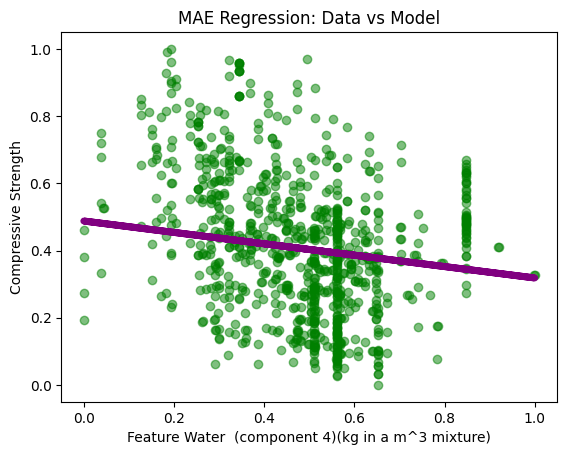 MAE Regression: Data vs Model
1.0
0.8
0.6
0.4
0.2
0.0
Compressive Strength
0.0 0.2 0.4 0.6 0.8 1.0
Feature Water  (component 4)(kg in a m^3 mixture)